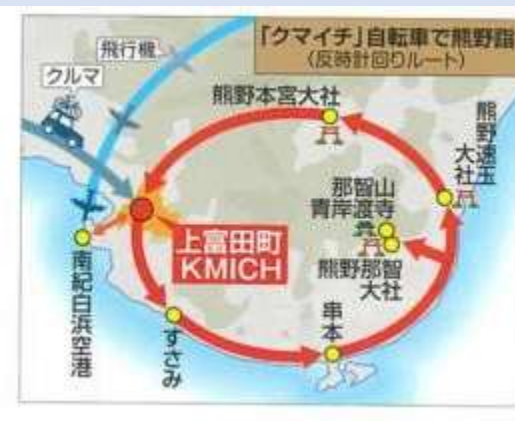 「クマイチ」自転車で熊野詣
（反時計回りルート）
飛行機
クルマ
熊野本宮大社
熊野速玉
大社
那智山
青岸渡寺
熊野那智
大社
上富田町
KMICH
南紀白浜空港
すさみ
串本